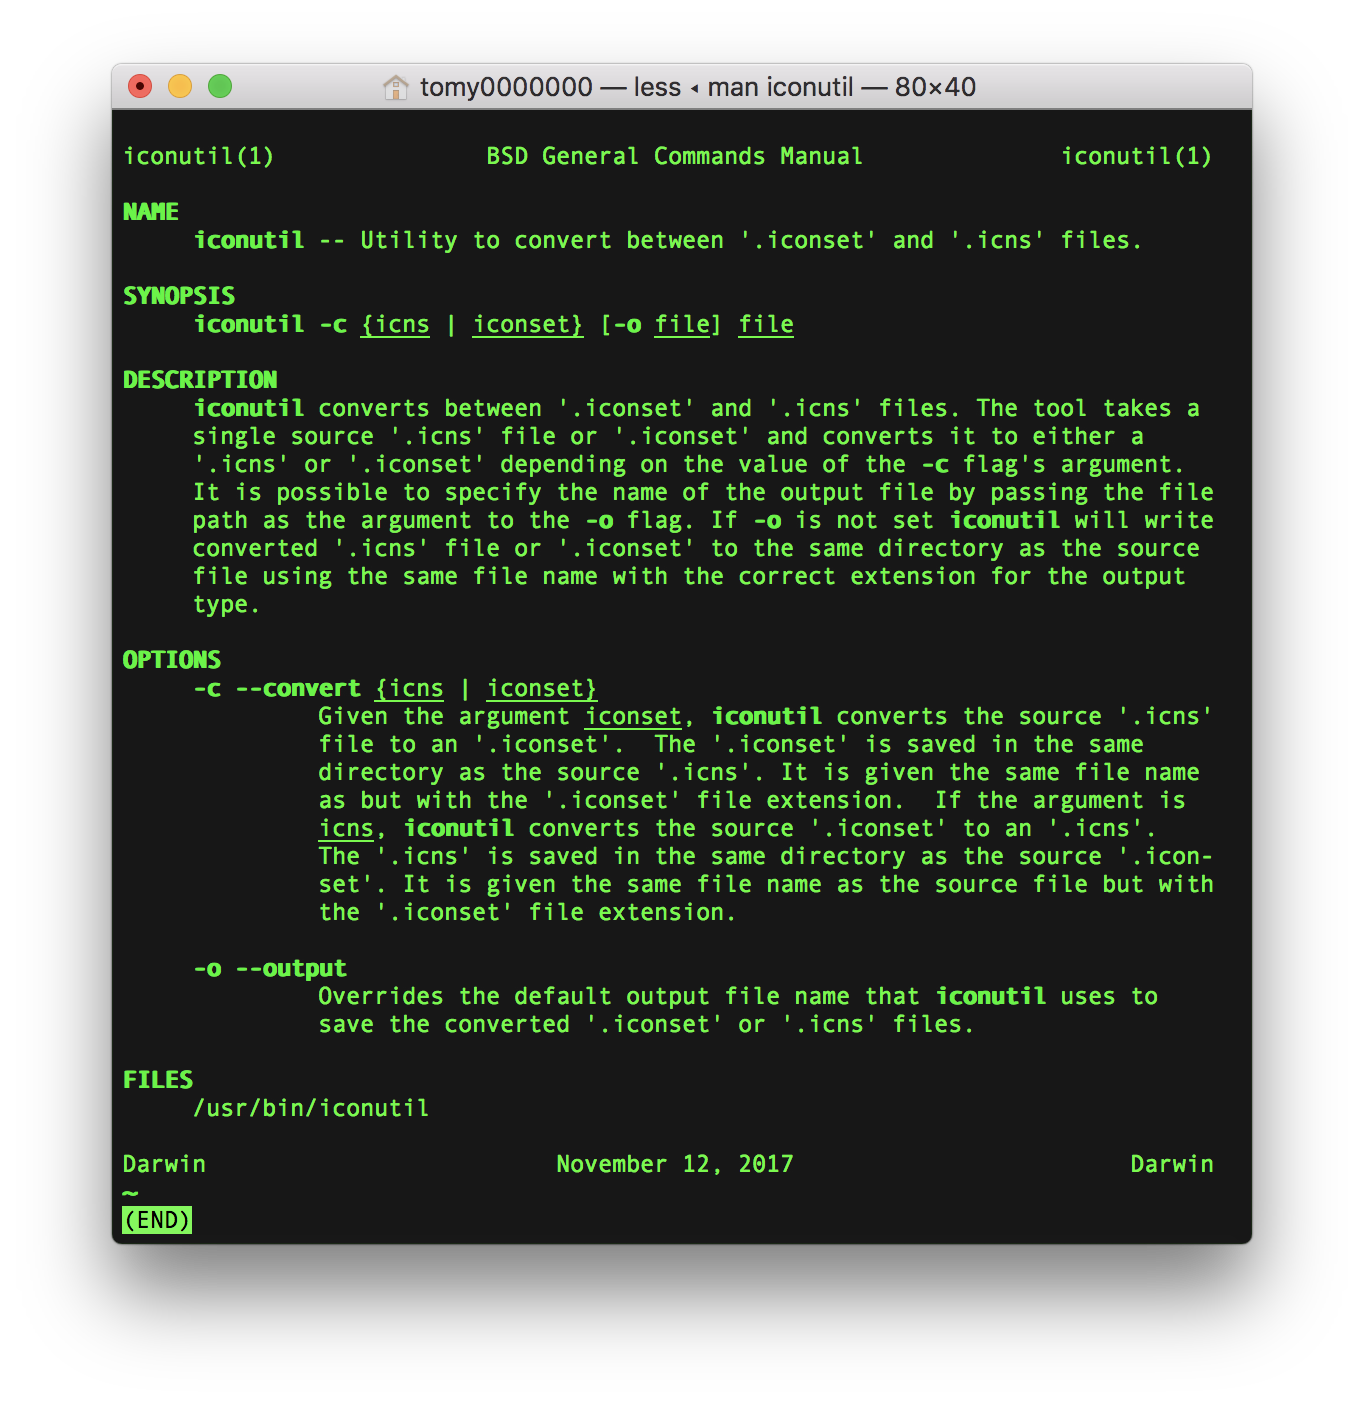 tomy0000000 — less ◂ man iconutil — 80×40
iconutil(1) BSD General Commands Manual iconutil(1)
NAME
iconutil -- Utility to convert between '.iconset' and '.icns' files.
SYNOPSIS
iconutil -c {icns | iconset} [-o file] file
DESCRIPTION
iconutil converts between '.iconset' and '.icns' files. The tool takes a
single source '.icns' file or '.iconset' and converts it to either a
'.icns' or '.iconset' depending on the value of the -c flag's argument.
It is possible to specify the name of the output file by passing the file
path as the argument to the -o flag. If -o is not set iconutil will write
converted '.icns' file or '.iconset' to the same directory as the source
file using the same file name with the correct extension for the output
type.
OPTIONS
-c --convert {icns | iconset}
Given the argument iconset, iconutil converts the source '.icns'
file to an '.iconset'.  The '.iconset' is saved in the same
directory as the source '.icns'. It is given the same file name
as but with the '.iconset' file extension.  If the argument is
icns, iconutil converts the source '.iconset' to an '.icns'.
The '.icns' is saved in the same directory as the source '.icon-
set'. It is given the same file name as the source file but with
the '.iconset' file extension.
-o --output
Overrides the default output file name that iconutil uses to
save the converted '.iconset' or '.icns' files.
FILES
/usr/bin/iconutil
Darwin November 12, 2017 Darwin
~
(END)